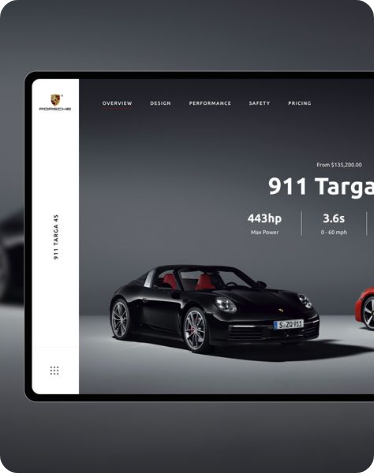 PORSCHE
OVERVIEW DESIGN PERFORMANCE SAFETY PRICING
911 TARGA 4S
From $135,200.00
911 Targa
443hp 3.6s
Max Power 0 - 60 mph
S·ZO 911